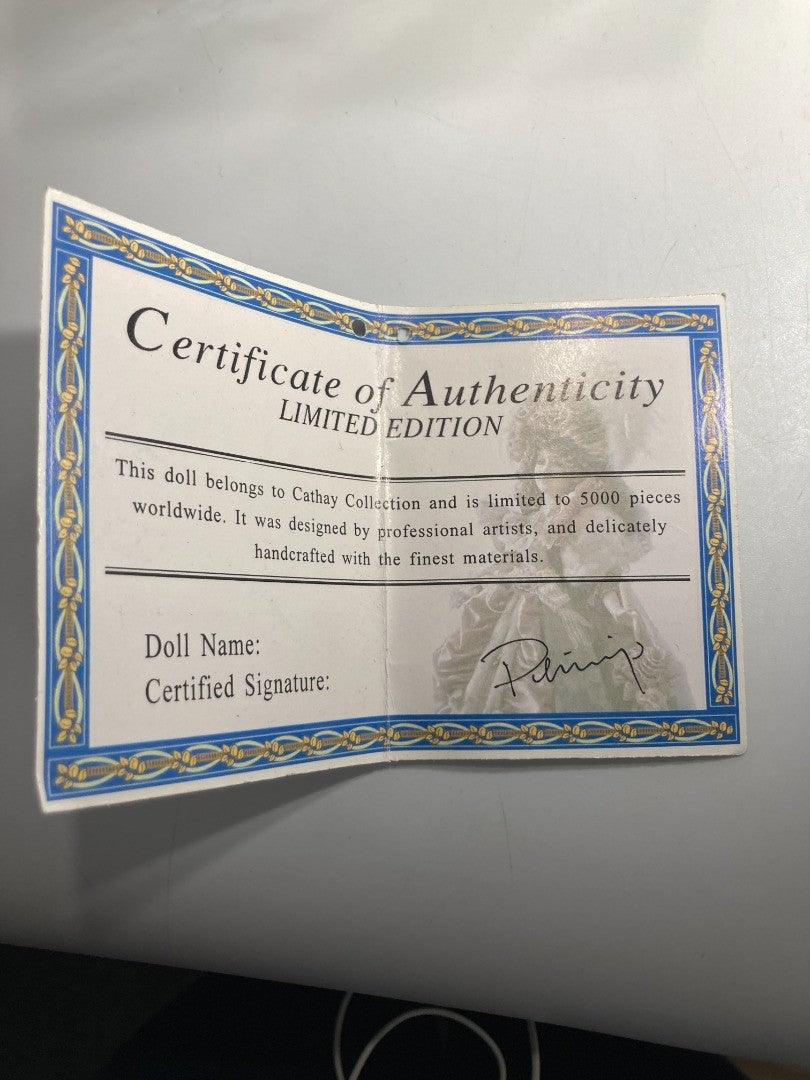 Certificate of Authenticity
LIMITED EDITION
This doll belongs to Cathay Collection and is limited to 5000 pieces
worldwide. It was designed by professional artists, and delicately
handcrafted with the finest materials.
Doll Name:
Certified Signature: